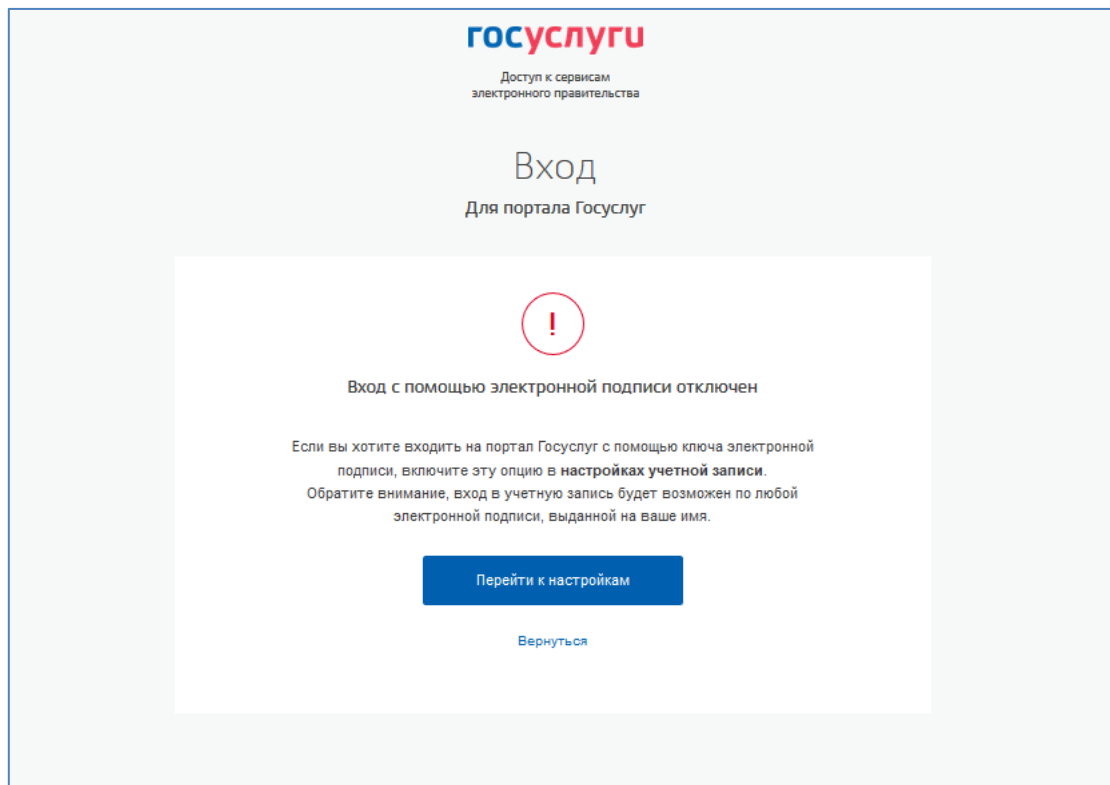 госуслуги
Доступ к сервисам
электронного правительства
Вход
Для портала Госуслуг
!
Вход с помощью электронной подписи отключен
Если вы хотите входить на портал Госуслуг с помощью ключа электронной
подписи, включите эту опцию в настройках учетной записи.
Обратите внимание, вход в учетную запись будет возможен по любой
электронной подписи, выданной на ваше имя.
Перейти к настройкам
Вернуться